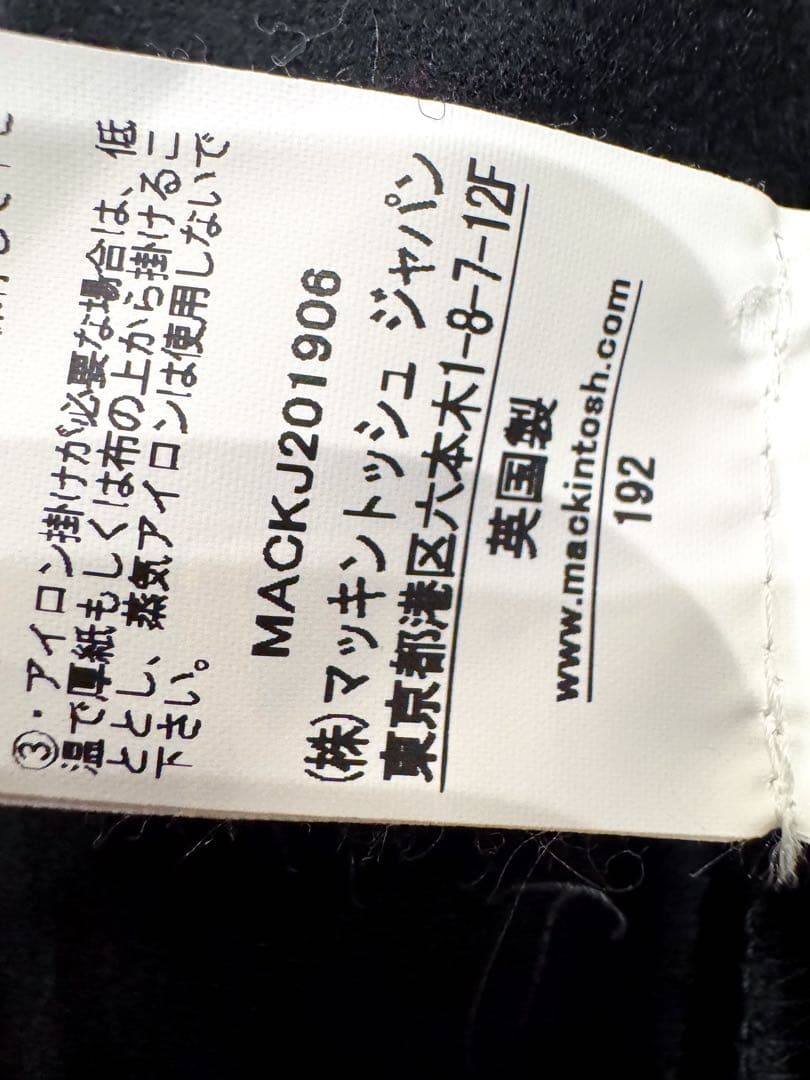 ③・アイロン掛けが必要な場合は、低
温で厚紙もしくは布の上から掛けるこ
ととし、蒸気アイロンは使用しないで
下さい。
MACKJ201906
(株)マッキントッシュ ジャパン
東京都港区六本木1-8-7-12F
英国製
www.mackintosh.com
192